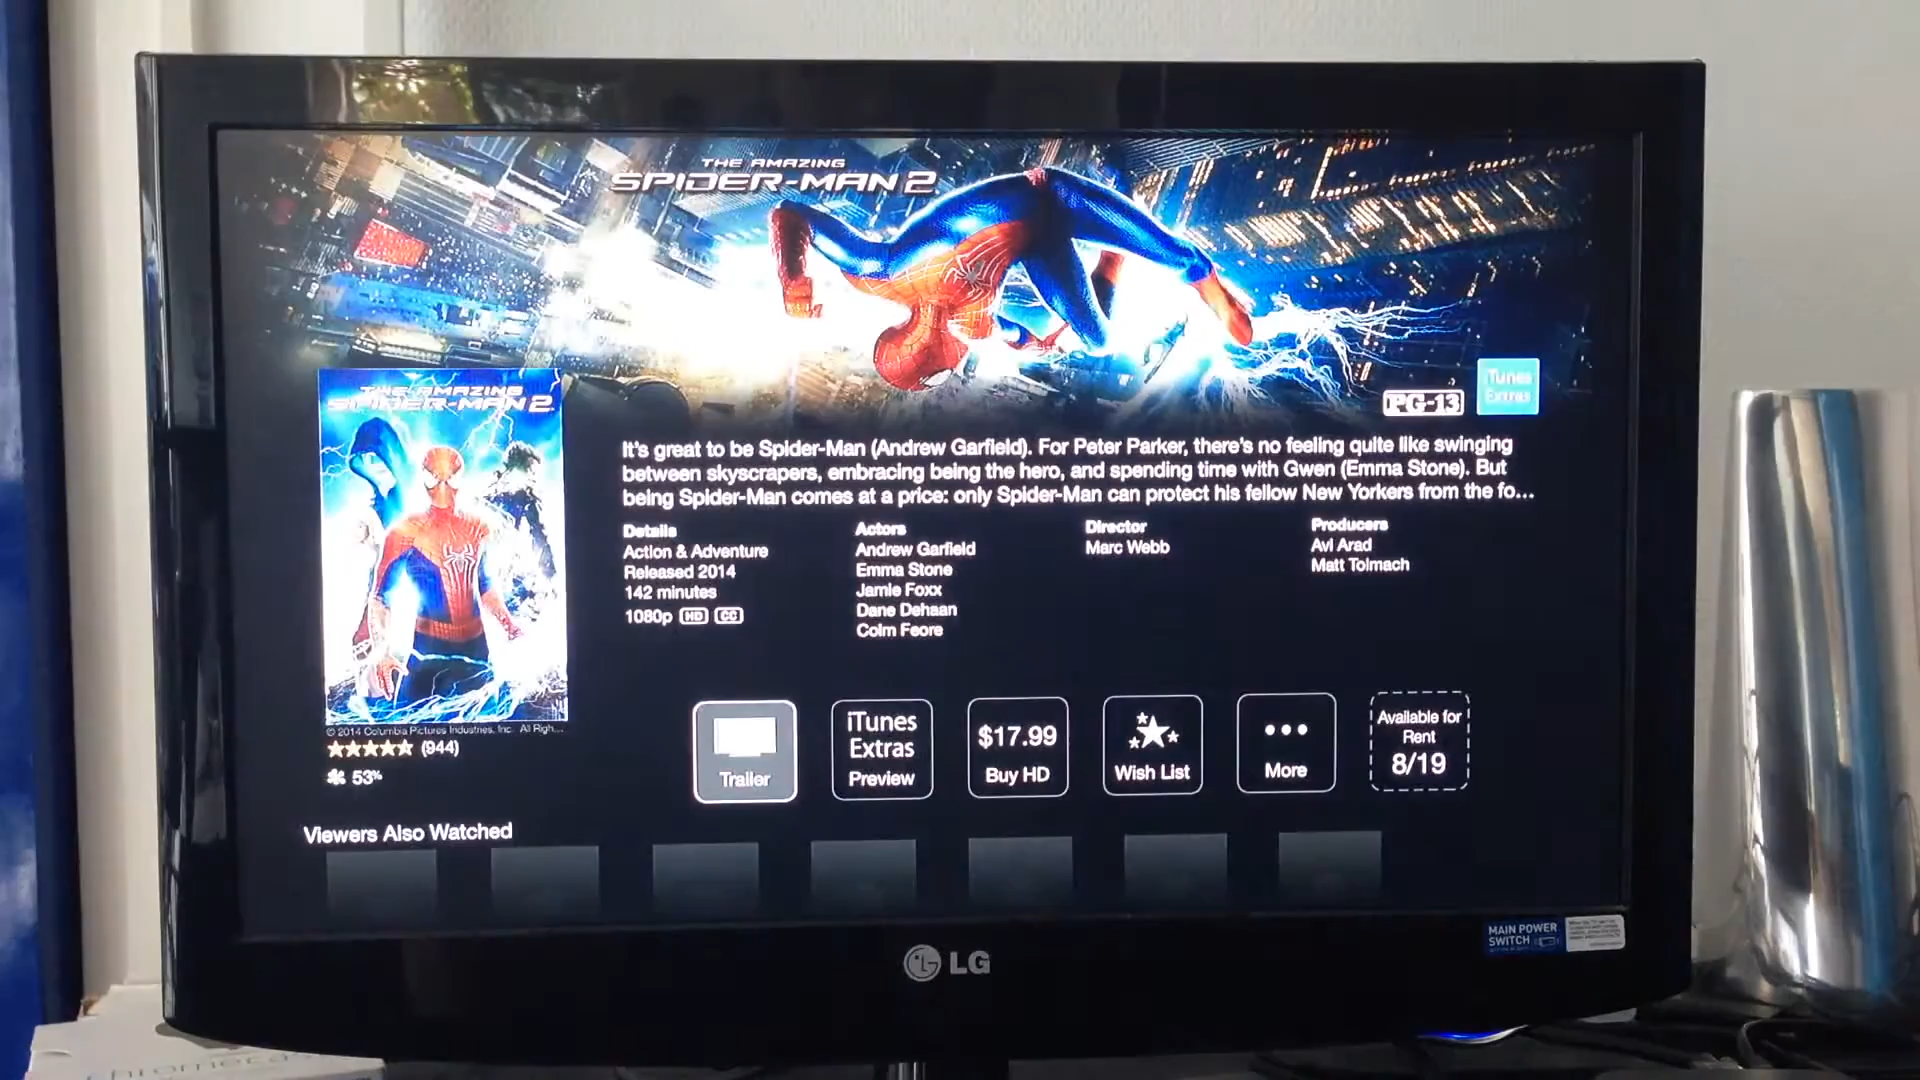 THE AMAZING
SPIDER-MAN 2
THE AMAZING
SPIDER-MAN 2
PG-13
iTunes
Extras
It's great to be Spider-Man (Andrew Garfield). For Peter Parker, there's no feeling quite like swinging
between skyscrapers, embracing being the hero, and spending time with Gwen (Emma Stone). But
being Spider-Man comes at a price: only Spider-Man can protect his fellow New Yorkers from the fo...
Details
Action & Adventure
Released 2014
142 minutes
1080p HD CC
Actors
Andrew Garfield
Emma Stone
Jamie Foxx
Dane Dehaan
Colm Feore
Director
Marc Webb
Producers
Avi Arad
Matt Tolmach
© 2014 Columbia Pictures Industries, Inc. All Righ...
(944)
53%
Trailer
iTunes
Extras
Preview
$17.99
Buy HD
Wish List
More
Available for
Rent
8/19
Viewers Also Watched
MAIN POWER
SWITCH
LG
chromeca